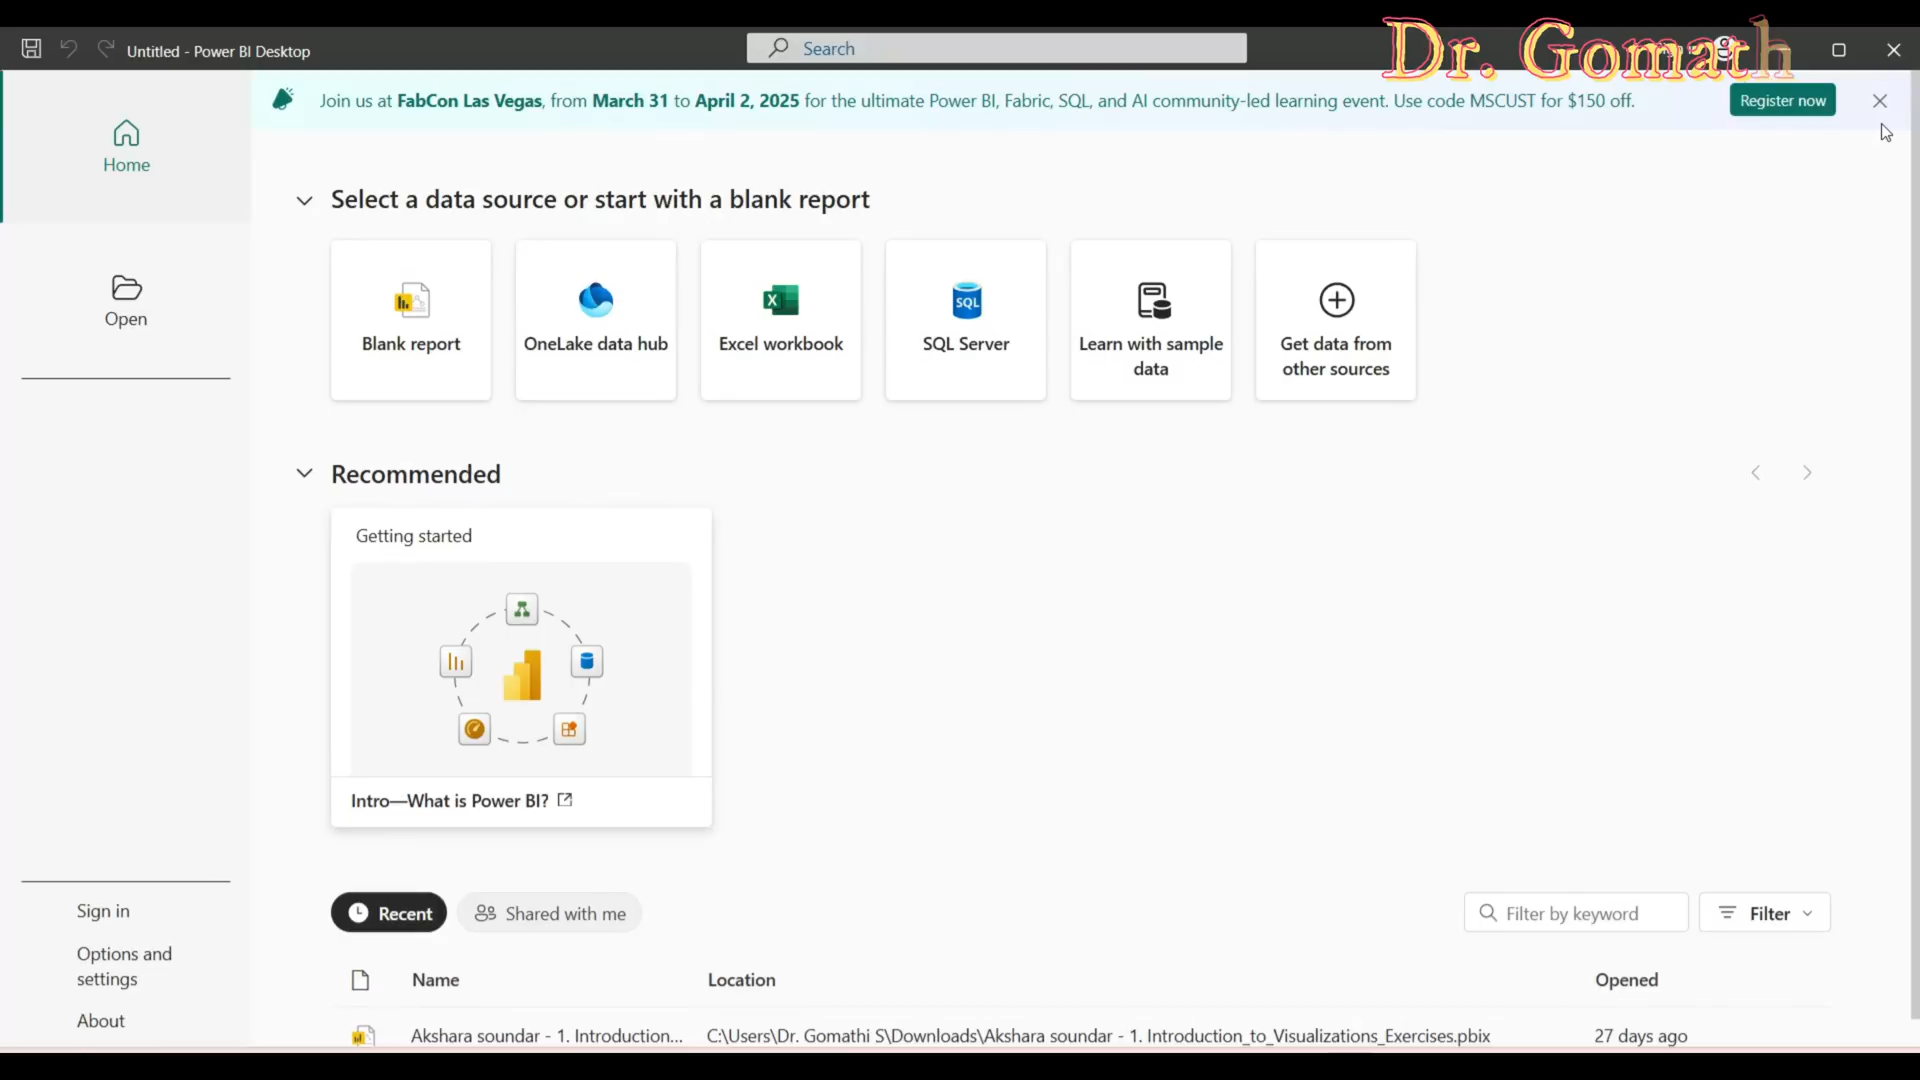 Untitled - Power BI Desktop
Search
Dr. Gomath
Join us at FabCon Las Vegas, from March 31 to April 2, 2025 for the ultimate Power BI, Fabric, SQL, and AI community-led learning event. Use code MSCUST for $150 off.
Register now
Home
Open
Select a data source or start with a blank report
Blank report
OneLake data hub
Excel workbook
SQL
SQL Server
Learn with sample
data
Get data from
other sources
Recommended
Getting started
Intro—What is Power BI?
Sign in
Options and
settings
About
Recent
Shared with me
Filter by keyword
Filter
Name
Location
Opened
Akshara soundar - 1. Introduction...
C:\Users\Dr. Gomathi S\Downloads\Akshara soundar - 1. Introduction_to_Visualizations_Exercises.pbix
27 days ago